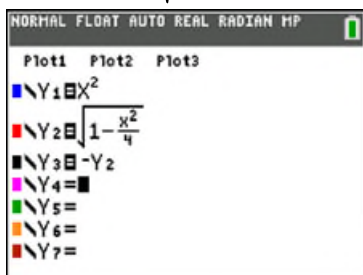 NORMAL FLOAT AUTO REAL RADIAN MP
Plot1 Plot2 Plot3
\Y₁=X²
\Y₂=√(1-x²/4)
\Y₃=-Y₂
\Y₄=
\Y₅=
\Y₆=
\Y₇=